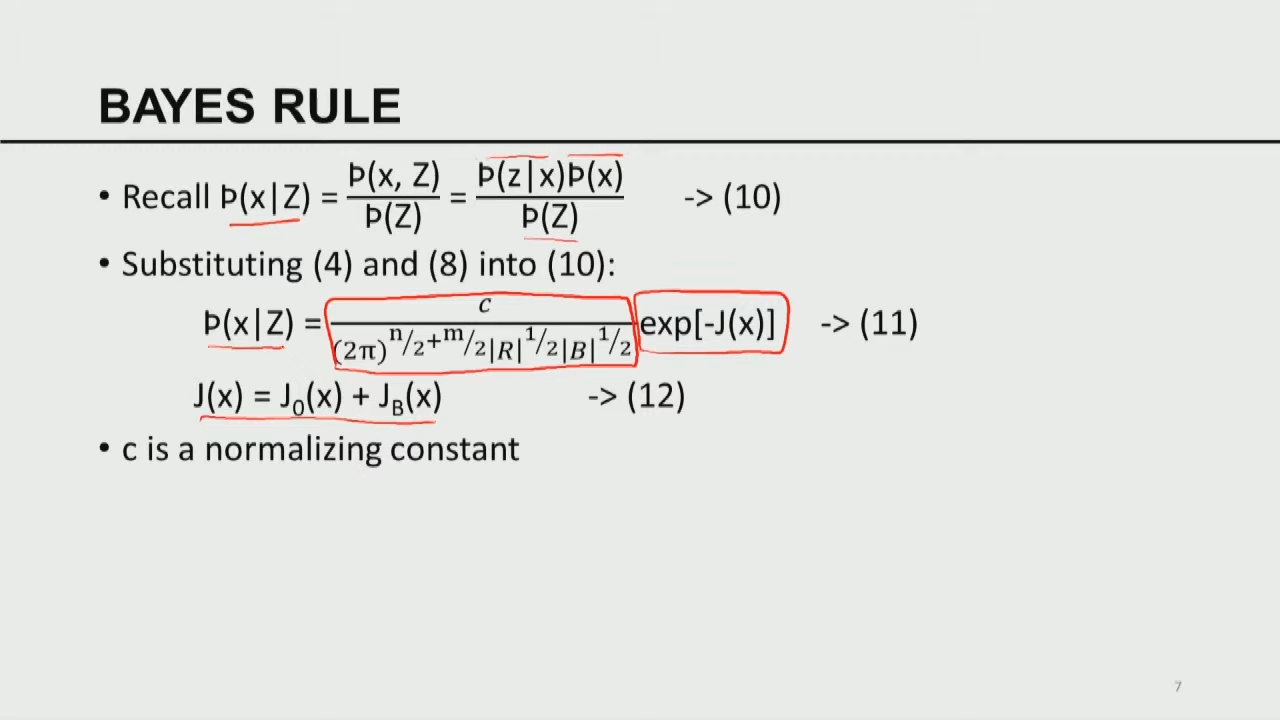 BAYES RULE
• Recall Þ(x|Z) = Þ(x, Z)/Þ(Z) = Þ(z|x)Þ(x)/Þ(Z) -> (10)
• Substituting (4) and (8) into (10):
Þ(x|Z) = c/((2π)^(n/2+m/2)|R|^(1/2)|B|^(1/2)) exp[-J(x)] -> (11)
J(x) = J₀(x) + J_B(x) -> (12)
• c is a normalizing constant
7